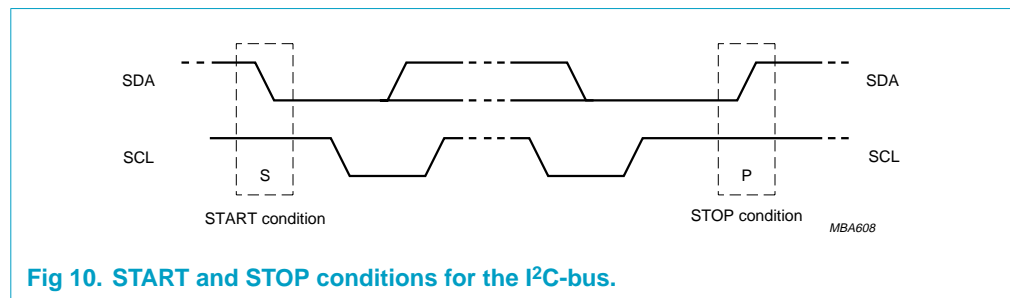 SDA
SDA
SCL
SCL
S
P
START condition
STOP condition
MBA608
Fig 10. START and STOP conditions for the I²C-bus.